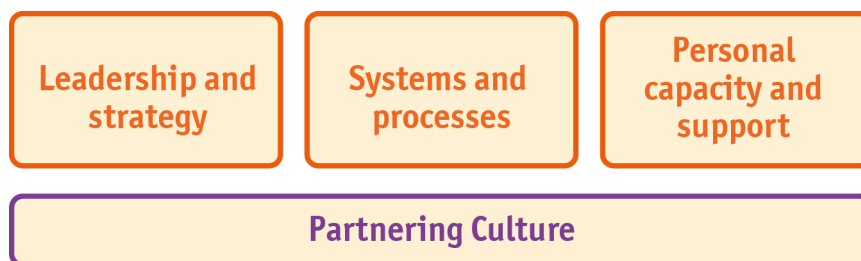 Leadership and
strategy
Systems and
processes
Personal
capacity and
support
Partnering Culture